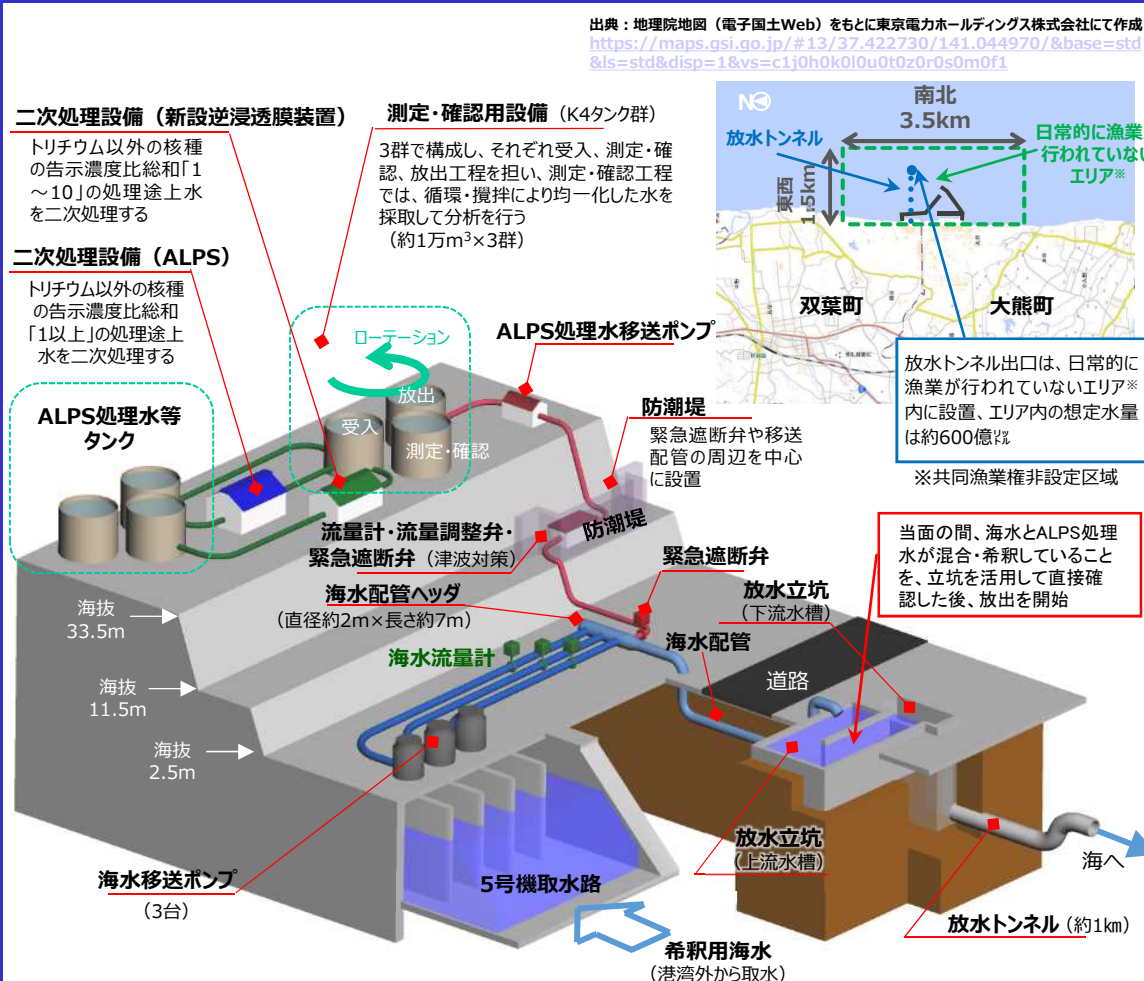 出典：地理院地図（電子国土Web）をもとに東京電力ホールディングス株式会社にて作成
https://maps.gsi.go.jp/#13/37.422730/141.044970/&base=std
&ls=std&disp=1&vs=c1j0h0k0l0u0t0z0r0s0m0f1
二次処理設備（新設逆浸透膜装置）
トリチウム以外の核種
の告示濃度比総和「1
～10」の処理途上水
を二次処理する
二次処理設備（ALPS）
トリチウム以外の核種
の告示濃度比総和
「1以上」の処理途上
水を二次処理する
測定・確認用設備（K4タンク群）
3群で構成し、それぞれ受入、測定・確
認、放出工程を担い、測定・確認工程
では、循環・攪拌により均一化した水を
採取して分析を行う
（約1万m³×3群）
N
南北
3.5km
放水トンネル
東西
1.5km
日常的に漁業
行われていない
エリア※
双葉町
大熊町
放水トンネル出口は、日常的に
漁業が行われていないエリア※
内に設置、エリア内の想定水量
は約600億㍑
※共同漁業権非設定区域
ローテーション
放出
受入
測定・確認
ALPS処理水移送ポンプ
ALPS処理水等
タンク
防潮堤
緊急遮断弁や移送
配管の周辺を中心
に設置
防潮堤
流量計・流量調整弁・
緊急遮断弁（津波対策）
海水配管ヘッダ
（直径約2m×長さ約7m）
海水流量計
緊急遮断弁
海水配管
放水立坑
（下流水槽）
当面の間、海水とALPS処理
水が混合・希釈していること
を、立坑を活用して直接確
認した後、放出を開始
道路
海抜
33.5m
海抜
11.5m
海抜
2.5m
放水立坑
（上流水槽）
海へ
海水移送ポンプ
（3台）
5号機取水路
放水トンネル（約1km）
希釈用海水
（港湾外から取水）